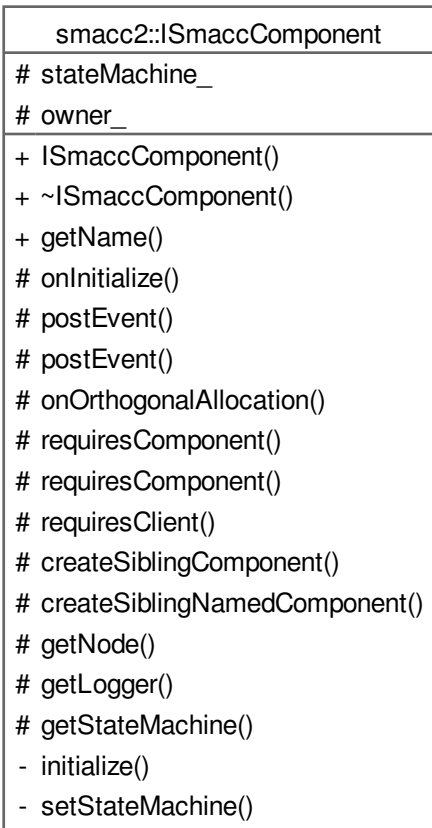 smacc2::ISmaccComponent
# stateMachine_
# owner_
+ ISmaccComponent()
+ ~ISmaccComponent()
+ getName()
# onInitialize()
# postEvent()
# postEvent()
# onOrthogonalAllocation()
# requiresComponent()
# requiresComponent()
# requiresClient()
# createSiblingComponent()
# createSiblingNamedComponent()
# getNode()
# getLogger()
# getStateMachine()
- initialize()
- setStateMachine()